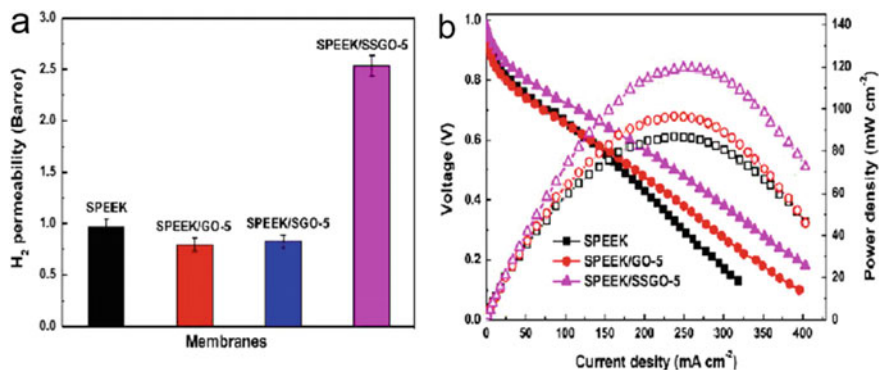 a
H₂ permeability (Barrer)
3.0
2.5
2.0
1.5
1.0
0.5
0.0
SPEEK
SPEEK/GO-5
SPEEK/SGO-5
SPEEK/SSGO-5
Membranes
b
Voltage (V)
1.0
0.8
0.6
0.4
0.2
0.0
SPEEK
SPEEK/GO-5
SPEEK/SSGO-5
0 50 100 150 200 250 300 350 400
Current desity (mA cm⁻²)
140
120
100
80
60
40
20
0
Power density (mW cm⁻²)